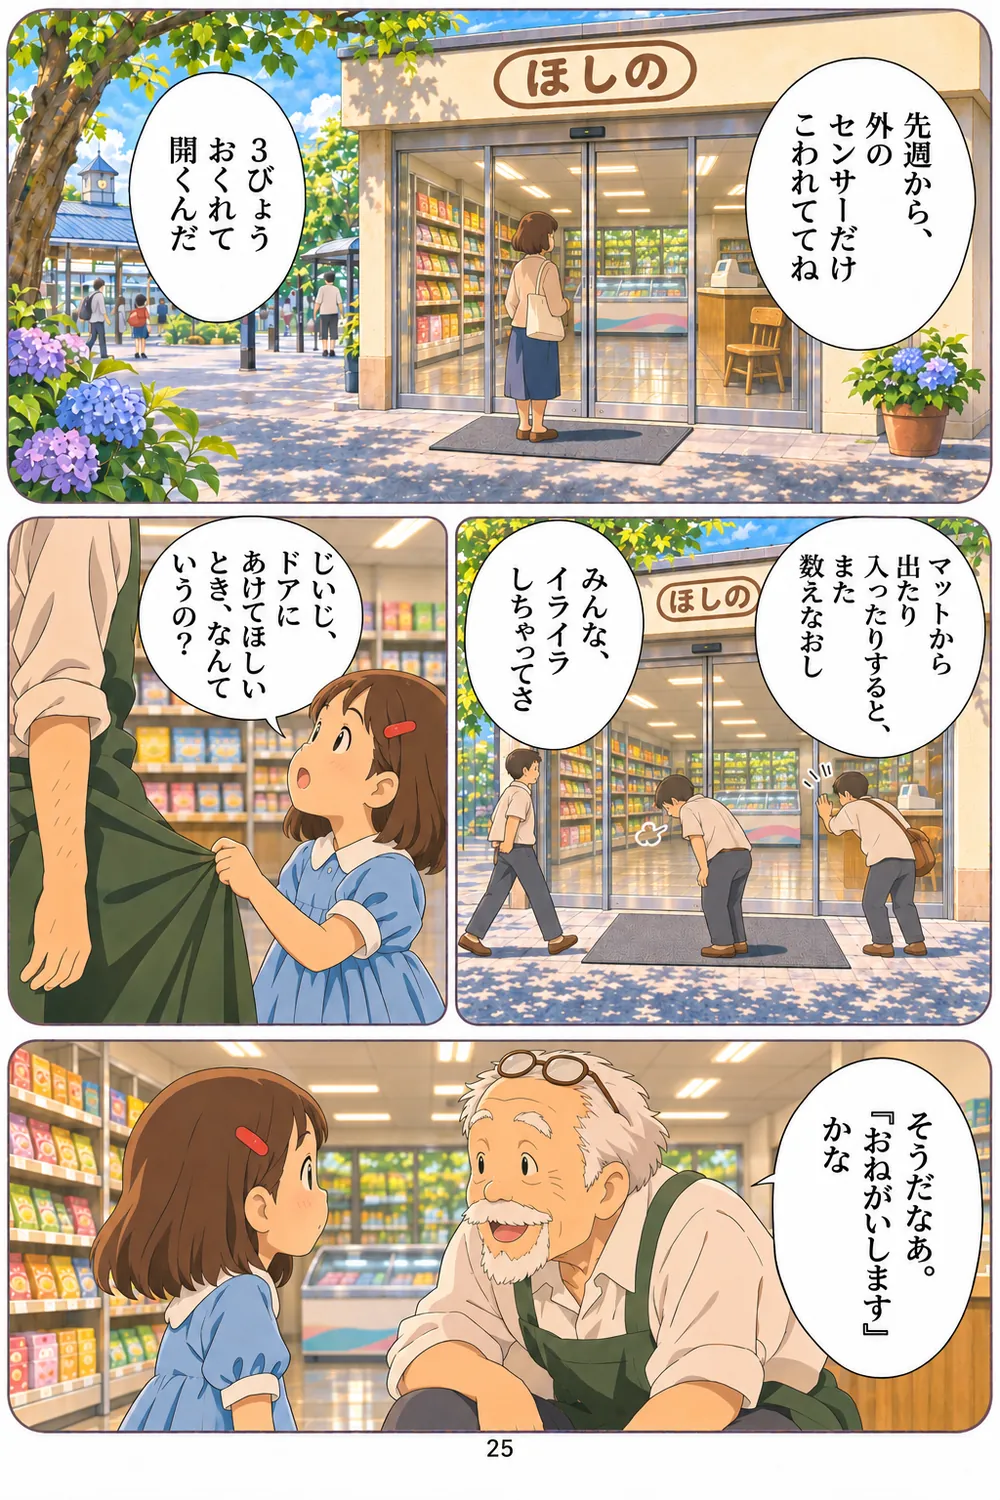 ほしの
先週から、
外の
センサーだけ
こわれててね
3びょう
おくれて
開くんだ
マットから
出たり
入ったりすると、
また
数えなおし
ほしの
みんな、
イライラ
しちゃってさ
じいじ、
ドアに
あけてほしい
とき、なんて
いうの？
そうだなあ。
『おねがいします』
かな
25